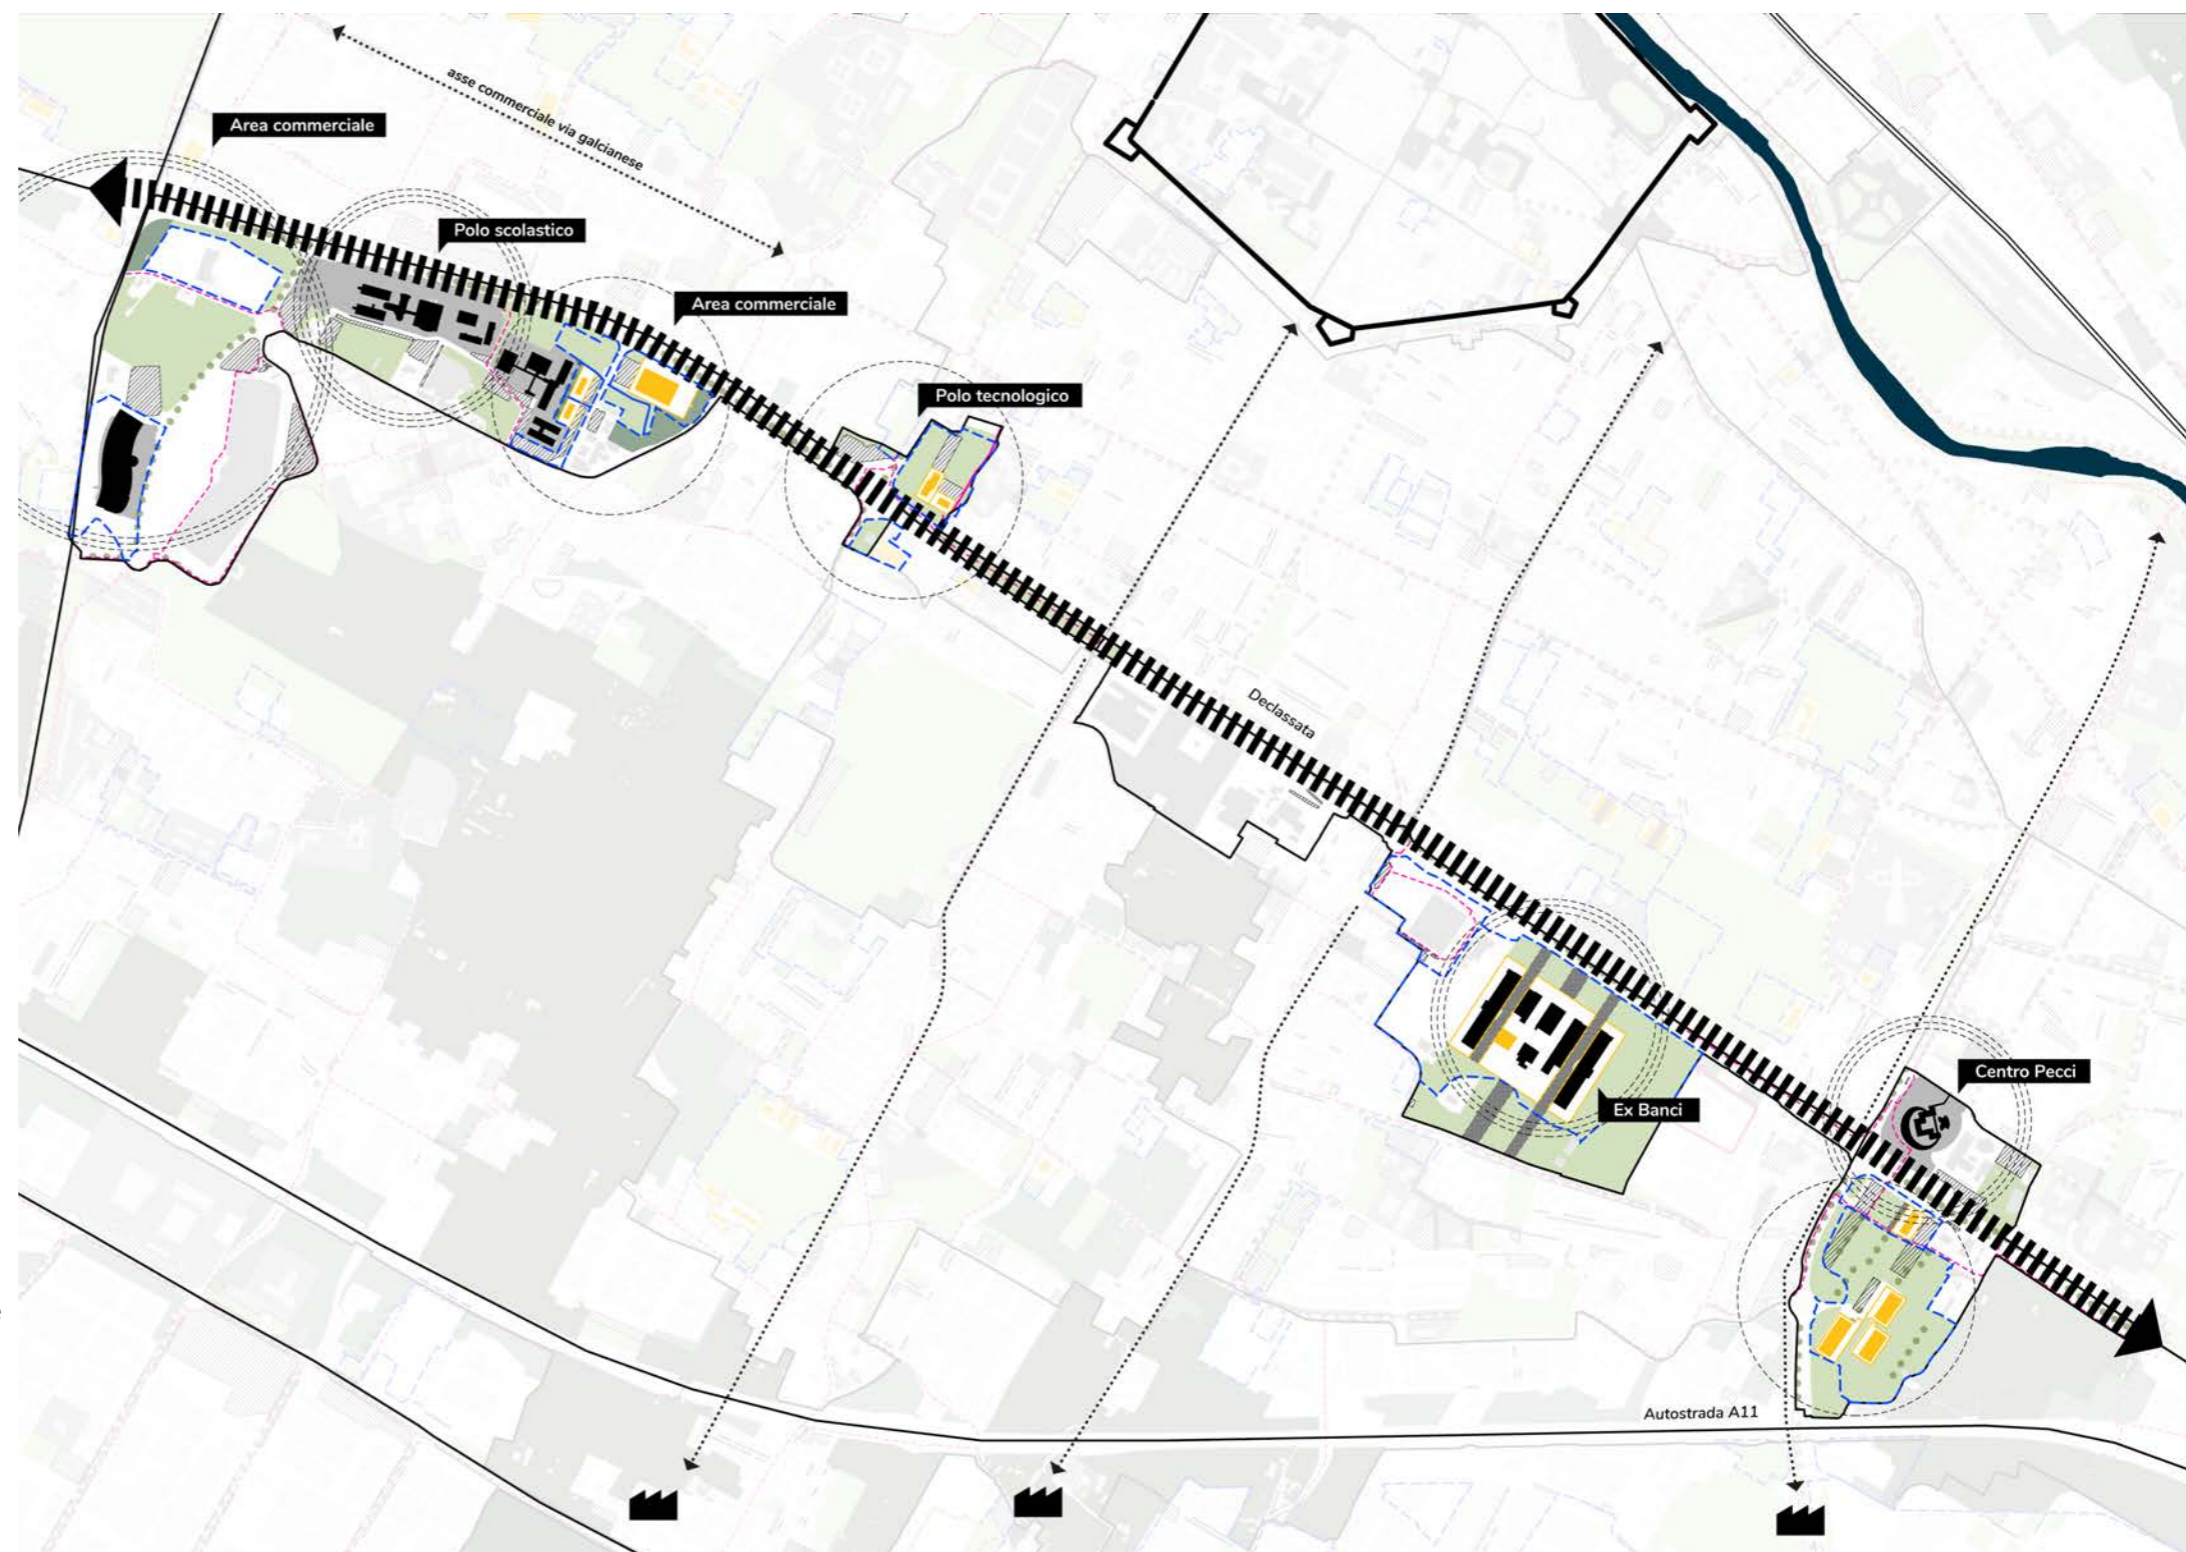 asse commerciale via galcianese
Area commerciale
Polo scolastico
Area commerciale
Polo tecnologico
Declassata
Centro Pecci
Ex Banci
Autostrada A11